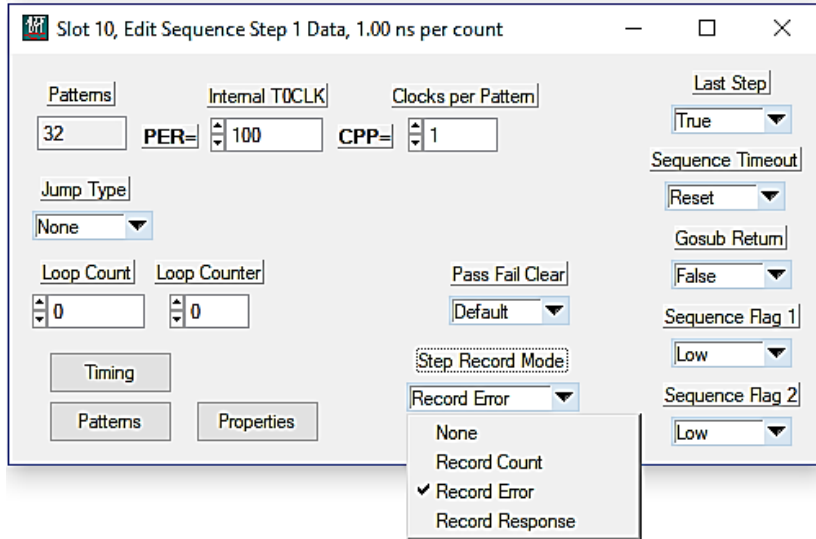 Slot 10, Edit Sequence Step 1 Data, 1.00 ns per count
Patterns
Internal T0CLK
Clocks per Pattern
Last Step
32
PER=
100
CPP=
1
True
Sequence Timeout
Reset
Jump Type
None
Gosub Return
False
Loop Count
Loop Counter
Pass Fail Clear
0
0
Default
Sequence Flag 1
Low
Timing
Step Record Mode
Record Error
Sequence Flag 2
Low
Patterns
Properties
None
Record Count
Record Error
Record Response